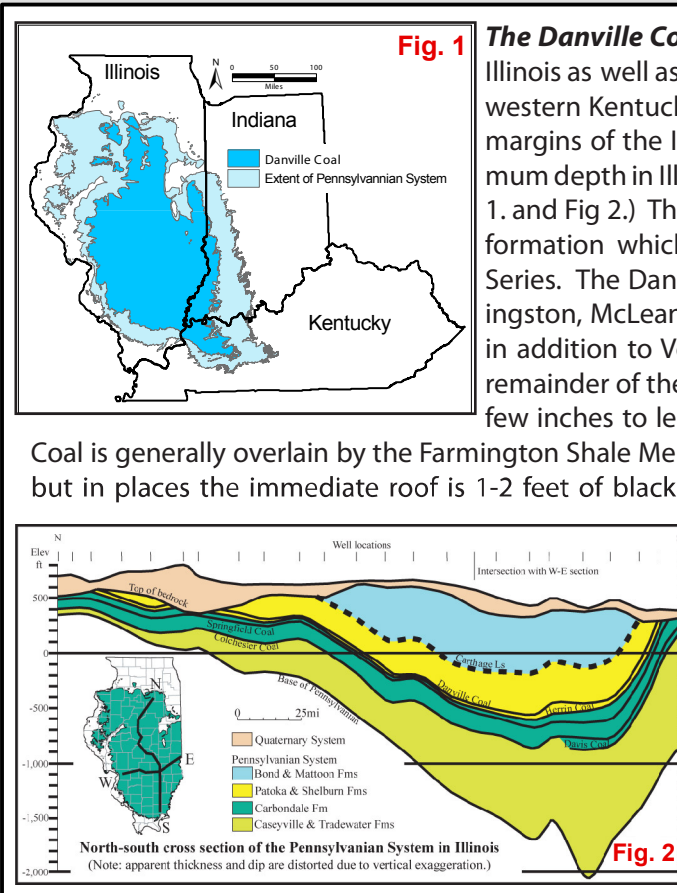 Fig. 1
Illinois
N
0 50 100
Miles
Indiana
Danville Coal
Extent of Pennsylvannian System
Kentucky
The Danville Co
Illinois as well as
western Kentuck
margins of the I
mum depth in Ill
1. and Fig 2.) Th
formation which
Series. The Dan
ingston, McLean
in addition to Ve
remainder of the
few inches to le
Coal is generally overlain by the Farmington Shale Me
but in places the immediate roof is 1-2 feet of black
N
Elev
ft
Well locations
Intersection with W-E section
Top of bedrock
500
Springfield Coal
Colchester Coal
Carthage Ls
0
Base of Pennsylvanian
Danville Coal
Herrin Coal
Davis Coal
-500
-1,000
-1,500
-2,000
N
E
W
S
0 25mi
Quaternary System
Pennsylvanian System
Bond & Mattoon Fms
Patoka & Shelburn Fms
Carbondale Fm
Caseyville & Tradewater Fms
North-south cross section of the Pennsylvanian System in Illinois
(Note: apparent thickness and dip are distorted due to vertical exaggeration.)
Fig. 2